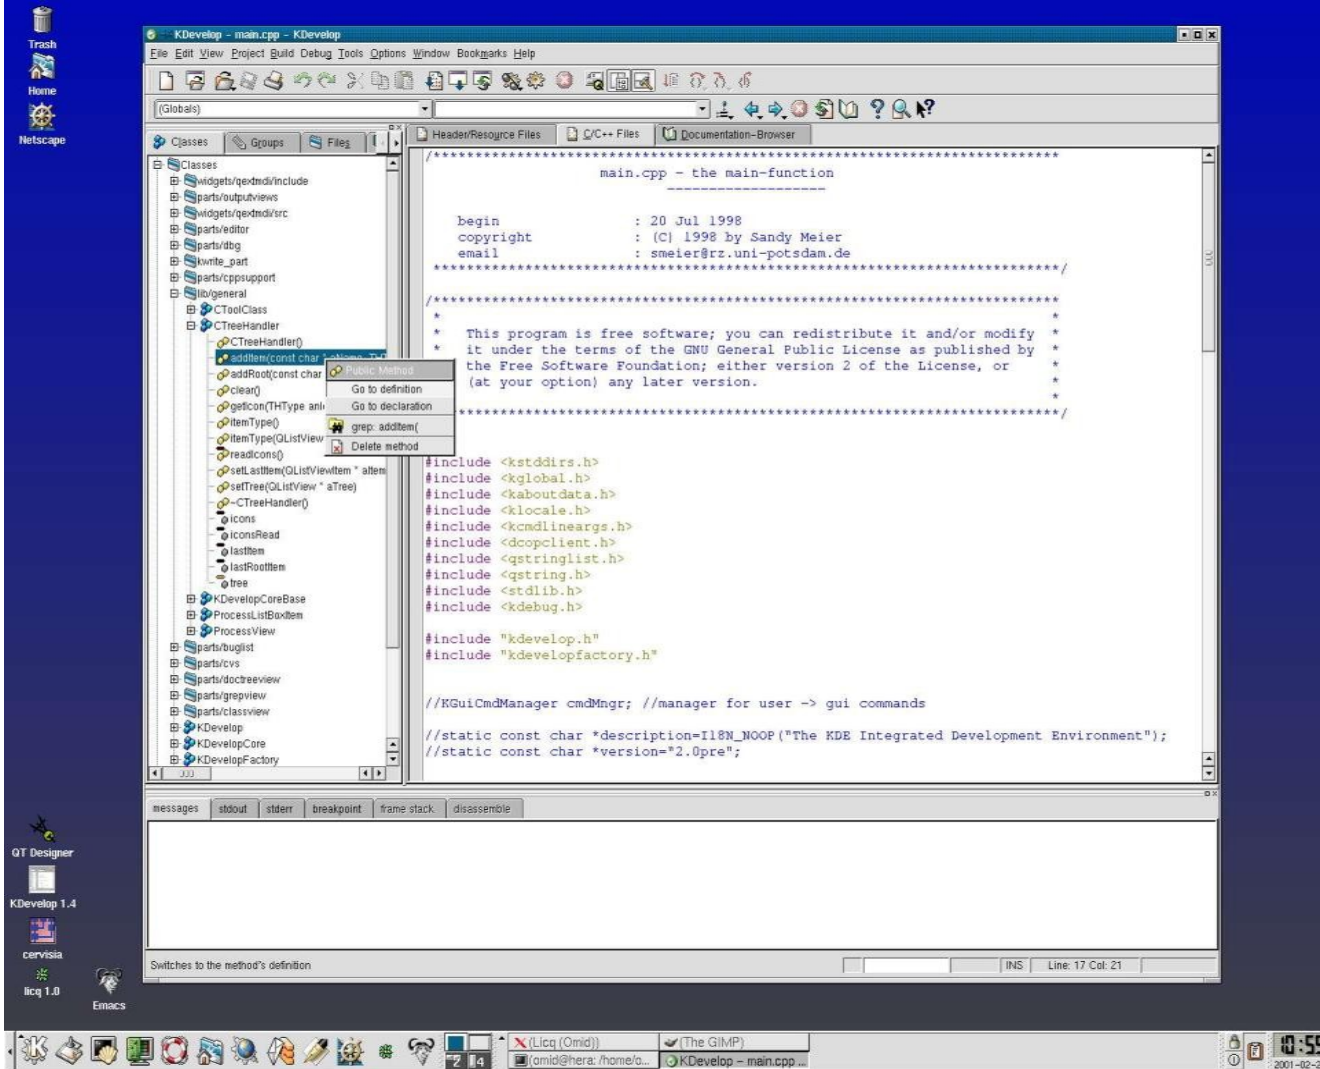 Trash
Home
Netscape
KDevelop - main.cpp - KDevelop
File Edit View Project Build Debug Tools Options Window Bookmarks Help
(Globals)
Classes Groups Files
Header/Resource Files C/C++ Files Documentation-Browser
Classes
widgets/qextmdi/include
parts/outputviews
widgets/qextmdi/src
parts/editor
parts/dbg
kwrite_part
parts/cppsupport
lib/general
CToolClass
CTreeHandler
CTreeHandler()
addItem(const char * aName, TH
addRoot(const char
clear()
getIcon(THType
itemType()
itemType(QListView
readIcons()
setLastItem(QListViewItem * aItem
setTree(QListView * aTree)
~CTreeHandler()
icons
iconsRead
lastItem
lastRootItem
tree
KDevelopCoreBase
ProcessListBoxItem
ProcessView
parts/buglist
parts/cvs
parts/doctreeview
parts/grepview
parts/classview
KDevelop
KDevelopCore
KDevelopFactory
Public Method
Go to definition
Go to declaration
grep: addItem(
Delete method
/***************************************************************************
main.cpp - the main-function
-------------------
begin : 20 Jul 1998
copyright : (C) 1998 by Sandy Meier
email : smeier@rz.uni-potsdam.de
***************************************************************************/
/***************************************************************************
* *
* This program is free software; you can redistribute it and/or modify *
* it under the terms of the GNU General Public License as published by *
the Free Software Foundation; either version 2 of the License, or *
(at your option) any later version. *
*
***************************************************************************/
#include <kstddirs.h>
#include <kglobal.h>
#include <kaboutdata.h>
#include <klocale.h>
#include <kcmdlineargs.h>
#include <dcopclient.h>
#include <qstringlist.h>
#include <qstring.h>
#include <stdlib.h>
#include <kdebug.h>
#include "kdevelop.h"
#include "kdevelopfactory.h"
//KGuiCmdManager cmdMngr; //manager for user -> gui commands
//static const char *description=I18N_NOOP("The KDE Integrated Development Environment");
//static const char *version="2.0pre";
messages stdout stderr breakpoint frame stack disassemble
Switches to the method's definition
INS Line: 17 Col: 21
QT Designer
KDevelop 1.4
cervisia
licq 1.0
Emacs
2 4
(Licq (Omid))
(The GIMP)
(omid@hera: /home/o...
KDevelop - main.cpp ...
10:55
2001-02-2